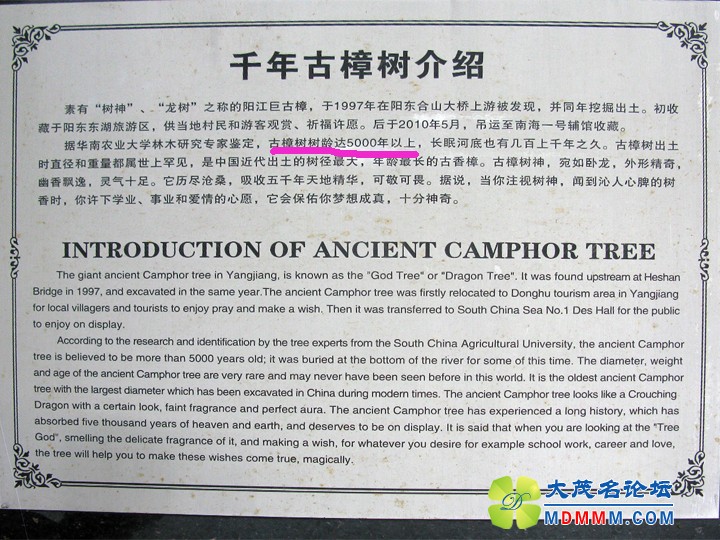 千年古樟树介绍
素有“树神”、“龙树”之称的阳江巨古樟，于1997年在阳东合山大桥上游被发现，并同年挖掘出土。初收
藏于阳东东湖旅游区，供当地村民和游客观赏、祈福许愿。后于2010年5月，吊运至南海一号辅馆收藏。
据华南农业大学林木研究专家鉴定，古樟树树龄达5000年以上，长眠河底也有几百上千年之久。古樟树出土
时直径和重量都属世上罕见，是中国近代出土的树径最大，年龄最长的古香樟。古樟树神，宛如卧龙，外形精奇，
幽香飘逸，灵气十足。它历尽沧桑，吸收五千年天地精华，可敬可畏。据说，当你注视树神，闻到沁人心脾的树
香时，你许下学业、事业和爱情的心愿，它会保佑你梦想成真，十分神奇。
INTRODUCTION OF ANCIENT CAMPHOR TREE
The giant ancient Camphor tree in Yangjiang, is known as the "God Tree" or "Dragon Tree". It was found upstream at Heshan
Bridge in 1997, and excavated in the same year.The ancient Camphor tree was firstly relocated to Donghu tourism area in Yangjiang
for local villagers and tourists to enjoy pray and make a wish. Then it was transferred to South China Sea No.1 Des Hall for the public
to enjoy on display.
According to the research and identification by the tree experts from the South China Agricultural University, the ancient Camphor
tree is believed to be more than 5000 years old; it was buried at the bottom of the river for some of this time. The diameter, weight
and age of the ancient Camphor tree are very rare and may never have been seen before in this world. It is the oldest ancient Camphor
tree with the largest diameter which has been excavated in China during modern times. The ancient Camphor tree looks like a Crouching
Dragon with a certain look, faint fragrance and perfect aura. The ancient Camphor tree has experienced a long history, which has
absorbed five thousand years of heaven and earth, and deserves to be on display. It is said that when you are looking at the "Tree
God", smelling the delicate fragrance of it, and making a wish, for whatever you desire for example school work, career and love,
the tree will help you to make these wishes come true, magically.
大茂名论坛
MDMMM.COM